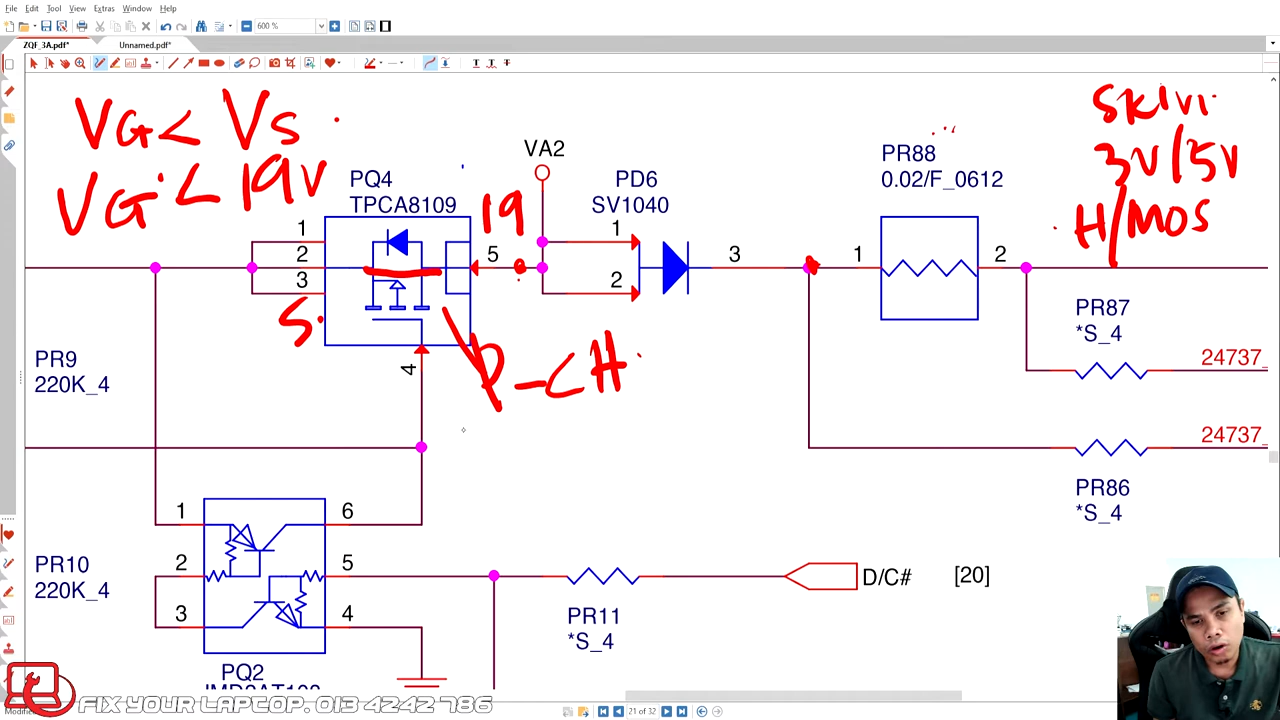 File Edit Tool Extras Window Help
600 %
ZQF_3A.pdf*
Unnamed.pdf*
VG < VS
VG < 19V
SKIVI
3V/5V
H/MOS
PQ4
TPCA8109
1
2
3
5
4
19
S
P-CH
VA2
PD6
SV1040
1
2
3
PR88
0.02/F_0612
1
2
PR87
*S_4
24737_
24737_
PR86
*S_4
PR9
220K_4
1
6
2
5
3
4
PR10
220K_4
PQ2
PR11
*S_4
D/C#
[20]
21 of 32
FIX YOUR LAPTOP. 013 4242 786